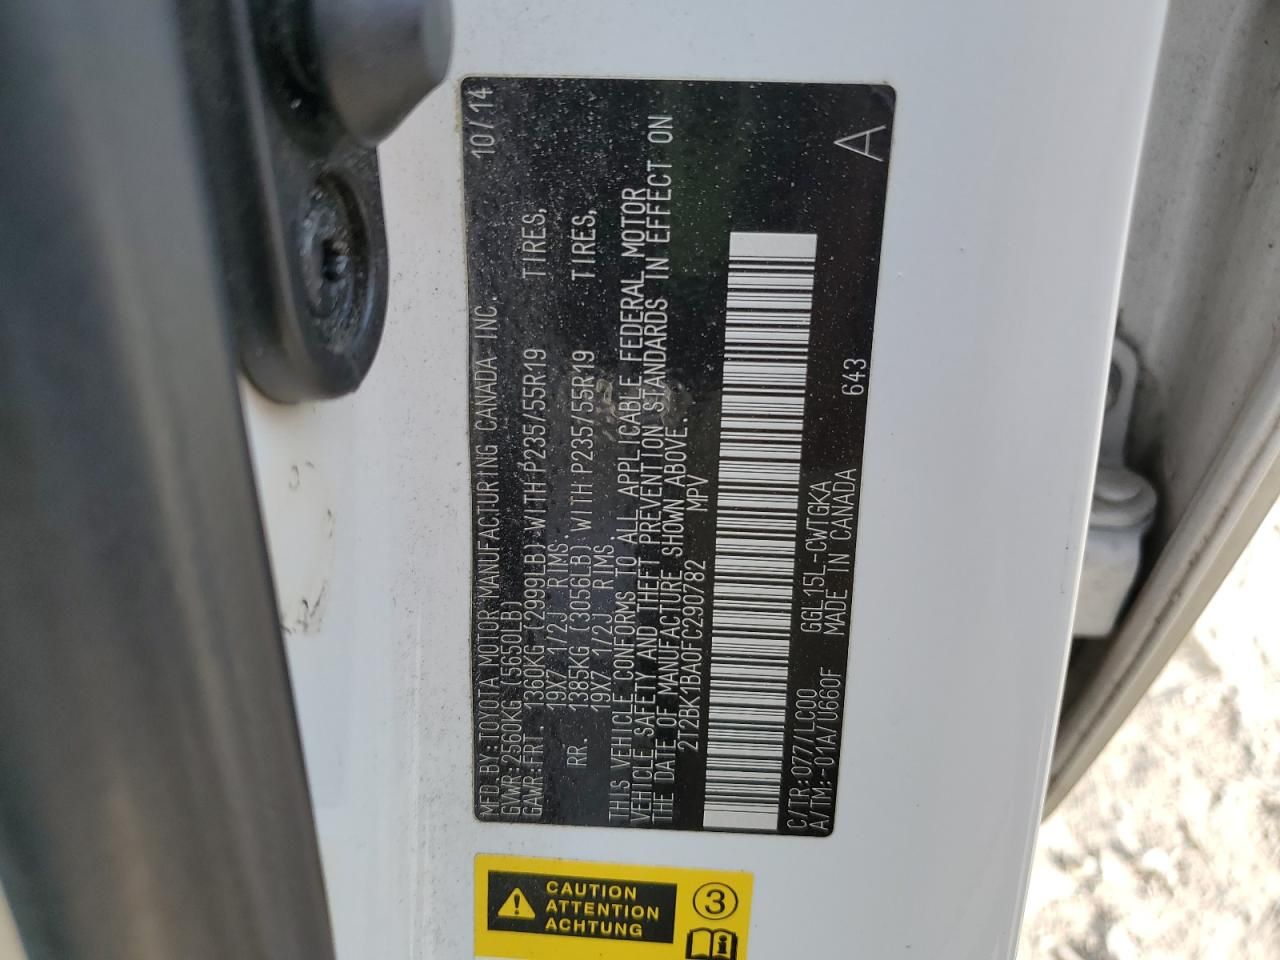 MFD. BY: TOYOTA MOTOR MANUFACTURING CANADA INC. 10/14
GVWR: 2560KG (5650LB)
GAWR: FRT. 1360KG (2999LB) WITH P235/55R19 TIRES,
19X7 1/2J RIMS,
RR. 1385KG (3056LB) WITH P235/55R19 TIRES,
19X7 1/2J RIMS,
THIS VEHICLE CONFORMS TO ALL APPLICABLE FEDERAL MOTOR
VEHICLE SAFETY AND THEFT PREVENTION STANDARDS IN EFFECT ON
THE DATE OF MANUFACTURE SHOWN ABOVE.
2T2BK1BA0FC290782 MPV
A
C/TR: 077/LTC00 GGL15L-CWTGKA 643
A/TM: -01A/U660F MADE IN CANADA
CAUTION
ATTENTION
ACHTUNG
3